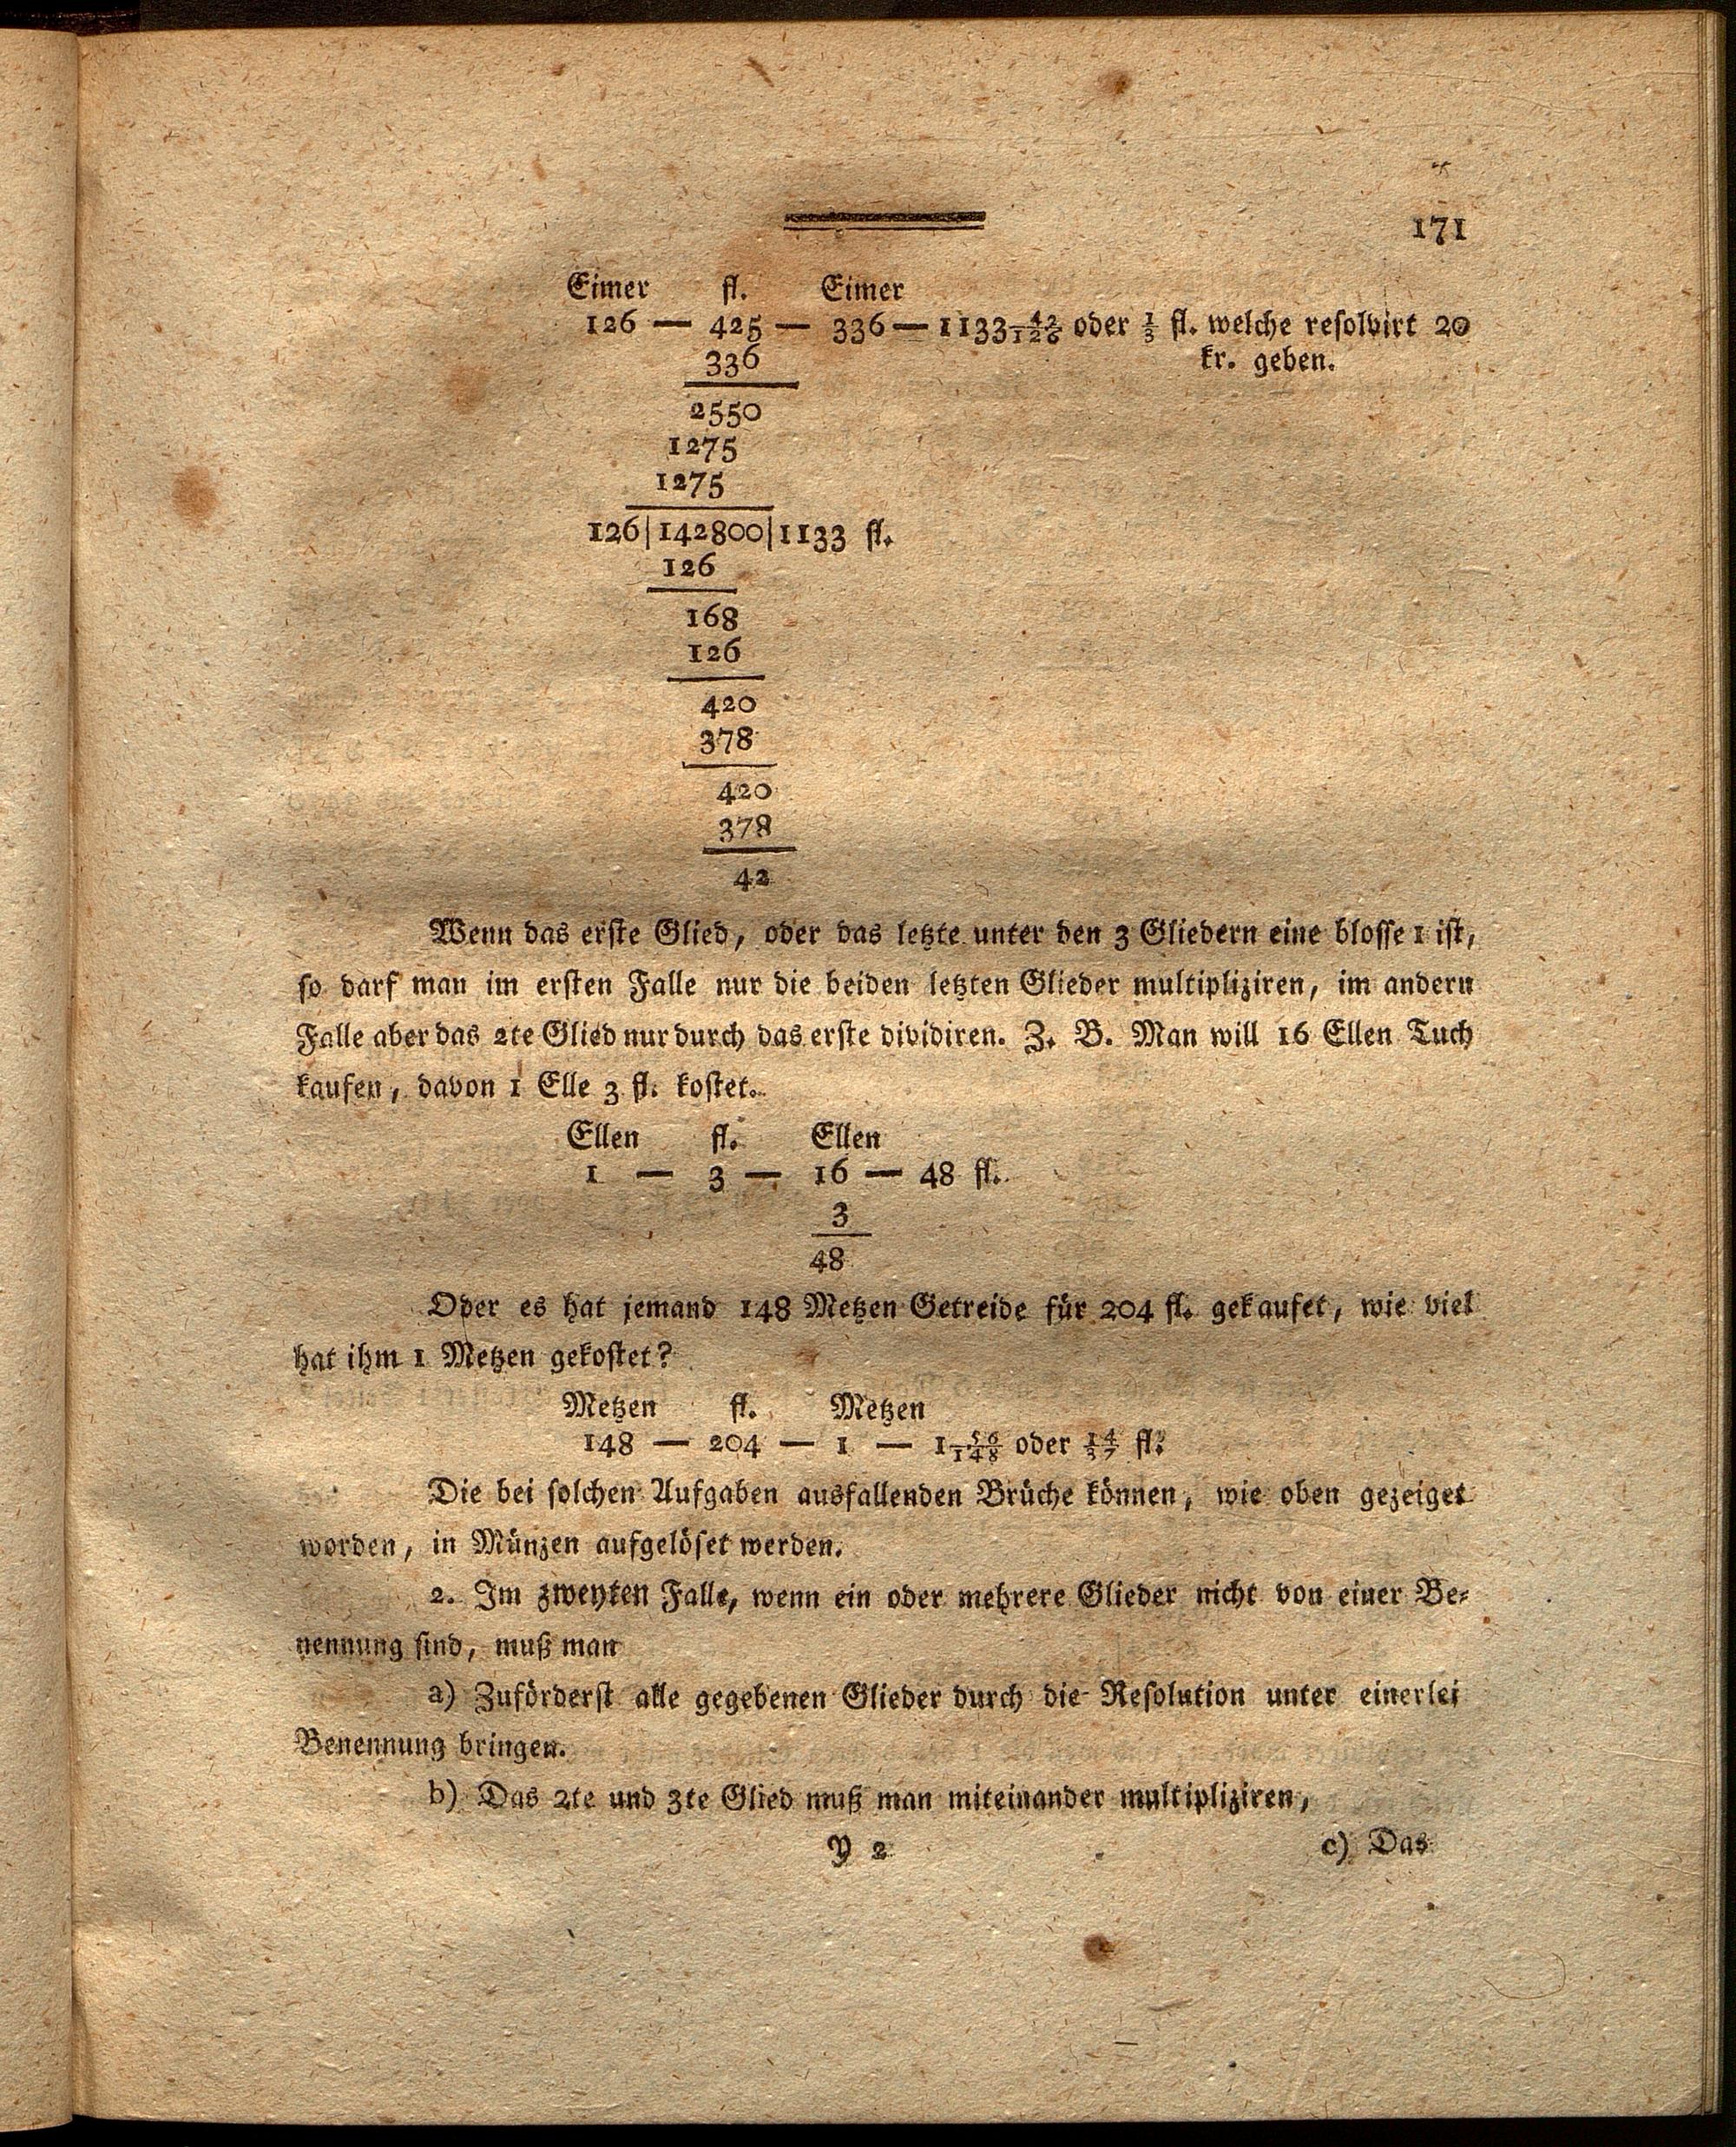 171
Eimer fl. Eimer
126 — 425 — 336 — 1133 42/126 oder 1/3 fl. welche resolvirt 20
336 kr. geben.
2550
1275
1275
126|142800|1133 fl.
126
168
126
420
378
420
378
42
Wenn das erste Glied, oder das letzte unter den 3 Gliedern eine blosse 1 ist,
so darf man im ersten Falle nur die beiden letzten Glieder multipliziren, im andern
Falle aber das 2te Glied nur durch das erste dividiren. Z. B. Man will 16 Ellen Tuch
kaufen, davon 1 Elle 3 fl. kostet.
Ellen fl. Ellen
1 — 3 — 16 — 48 fl.
3
48
Oder es hat jemand 148 Metzen Getreide für 204 fl. gekaufet, wie viel
hat ihm 1 Metzen gekostet?
Metzen fl. Metzen
148 — 204 — 1 — 1 56/148 oder 14/37 fl.
Die bei solchen Aufgaben ausfallenden Brüche können, wie oben gezeiget
worden, in Münzen aufgelöset werden.
2. Im zweyten Falle, wenn ein oder mehrere Glieder nicht von einer Be-
nennung sind, muß man
a) Zuförderst alle gegebenen Glieder durch die Resolution unter einerlei
Benennung bringen.
b) Das 2te und 3te Glied muß man miteinander multipliziren,
Y 2 c) Das